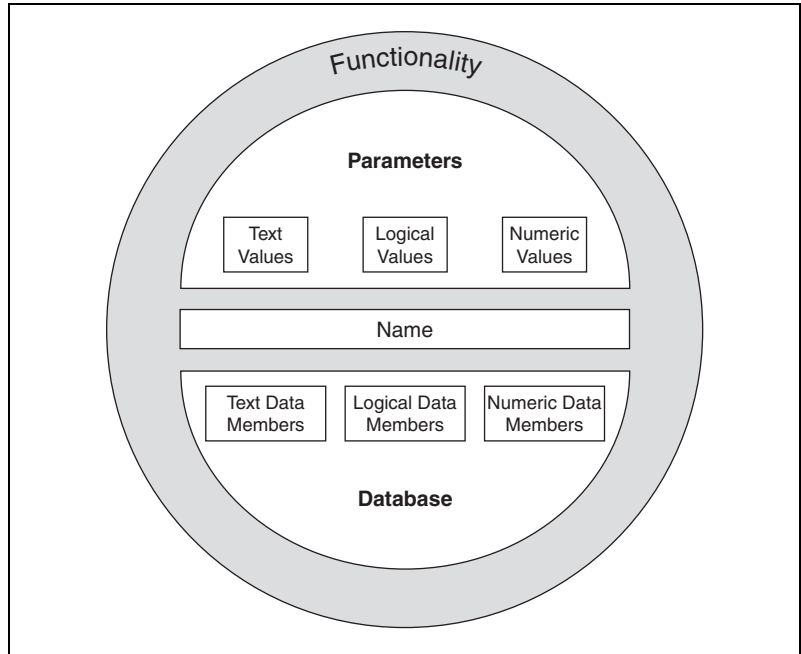 Functionality
Parameters
Text
Values
Logical
Values
Numeric
Values
Name
Text Data
Members
Logical Data
Members
Numeric Data
Members
Database